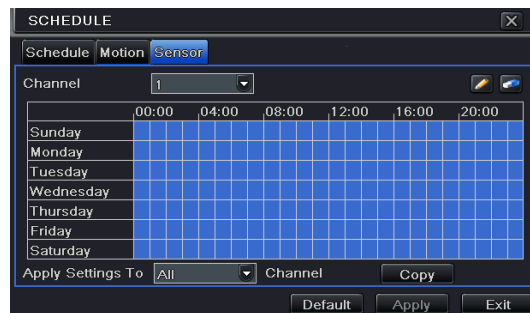 SCHEDULE
Schedule Motion Sensor
Channel 1
00:00 04:00 08:00 12:00 16:00 20:00
Sunday
Monday
Tuesday
Wednesday
Thursday
Friday
Saturday
Apply Settings To All Channel Copy
Default Apply Exit